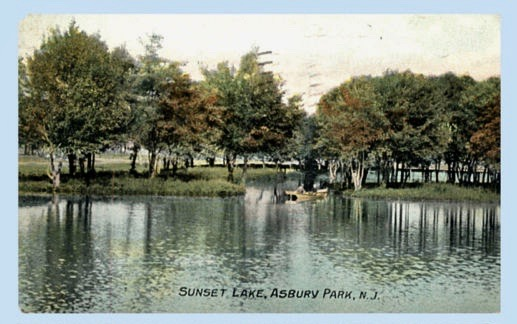 SUNSET LAKE, ASBURY PARK, N.J.